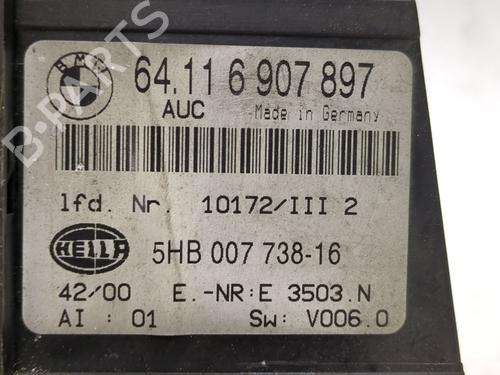 BMW
64.11 6 907 897
AUC Made in Germany
lfd. Nr. 10172/III 2
HELLA 5HB 007 738-16
42/00 E.-NR:E 3503.N
AI : 01 Sw: V006.0
B-PARTS